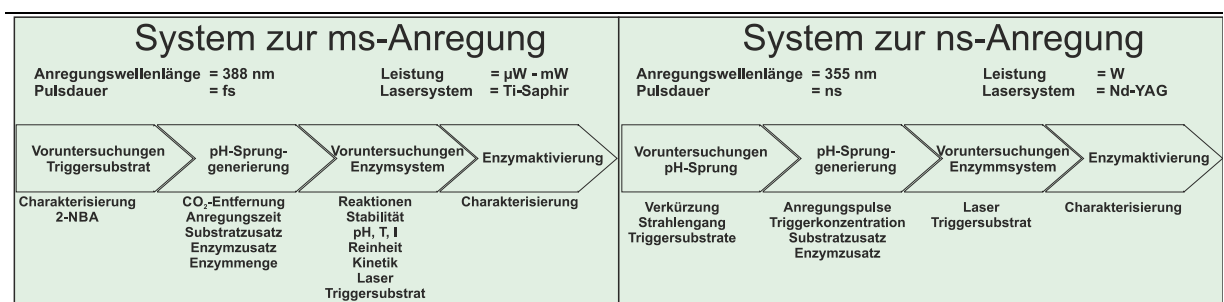 System zur ms-Anregung
Anregungswellenlänge = 388 nm Leistung = µW - mW
Pulsdauer = fs Lasersystem = Ti-Saphir
Voruntersuchungen
Triggersubstrat
pH-Sprung-
generierung
Voruntersuchungen
Enzymsystem
Enzymaktivierung
Charakterisierung
2-NBA
CO₂-Entfernung
Anregungszeit
Substratzusatz
Enzymzusatz
Enzymmenge
Reaktionen
Stabilität
pH, T, I
Reinheit
Kinetik
Laser
Triggersubstrat
Charakterisierung
System zur ns-Anregung
Anregungswellenlänge = 355 nm Leistung = W
Pulsdauer = ns Lasersystem = Nd-YAG
Voruntersuchungen
pH-Sprung
pH-Sprung-
generierung
Voruntersuchungen
Enzymmsystem
Enzymaktivierung
Verkürzung
Strahlengang
Triggersubstrate
Anregungspulse
Triggerkonzentration
Substratzusatz
Enzymzusatz
Laser
Triggersubstrat
Charakterisierung